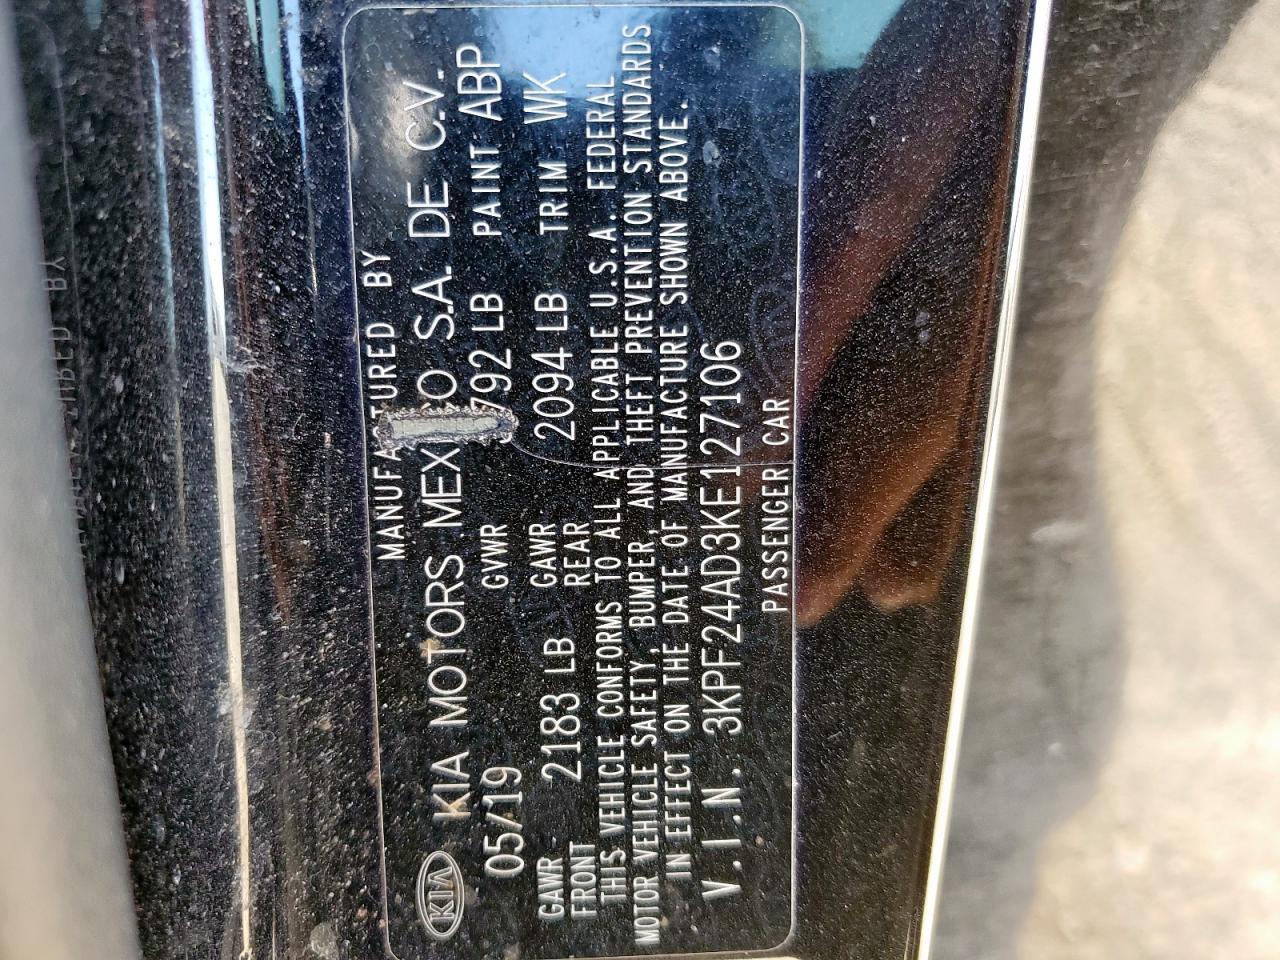 MANUFACTURED BY
KIA KIA MOTORS MEXICO S.A. DE C.V.
05/19 GVWR 792 LB PAINT ABP
GAWR FRONT 2183 LB GAWR REAR 2094 LB TRIM WK
THIS VEHICLE CONFORMS TO ALL APPLICABLE U.S.A. FEDERAL
MOTOR VEHICLE SAFETY, BUMPER, AND THEFT PREVENTION STANDARDS
IN EFFECT ON THE DATE OF MANUFACTURE SHOWN ABOVE.
V.I.N. 3KPF24AD3KE127106
PASSENGER CAR